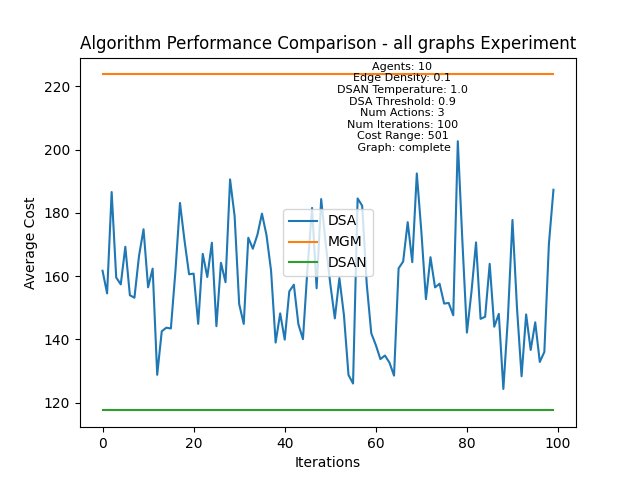 Algorithm Performance Comparison - all graphs Experiment
Agents: 10
Edge Density: 0.1
DSAN Temperature: 1.0
DSA Threshold: 0.9
Num Actions: 3
Num Iterations: 100
Cost Range: 501
Graph: complete
220
200
180
160
140
120
Average Cost
DSA
MGM
DSAN
0
20
40
60
80
100
Iterations